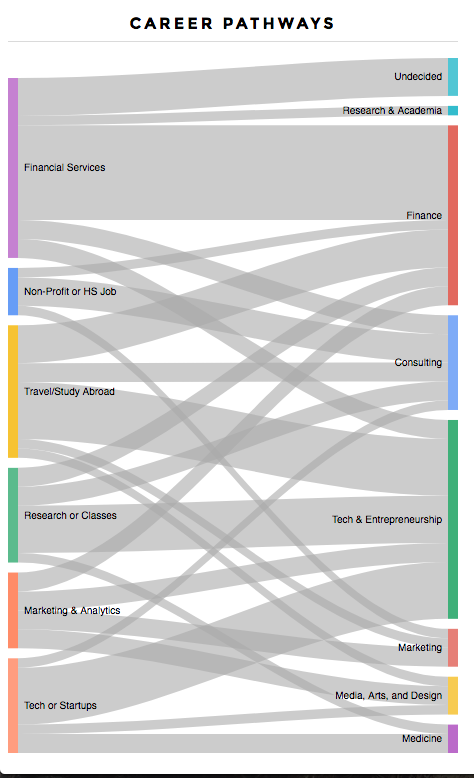 CAREER PATHWAYS
Undecided
Research & Academia
Financial Services
Finance
Non-Profit or HS Job
Consulting
Travel/Study Abroad
Research or Classes
Tech & Entrepreneurship
Marketing & Analytics
Marketing
Media, Arts, and Design
Tech or Startups
Medicine